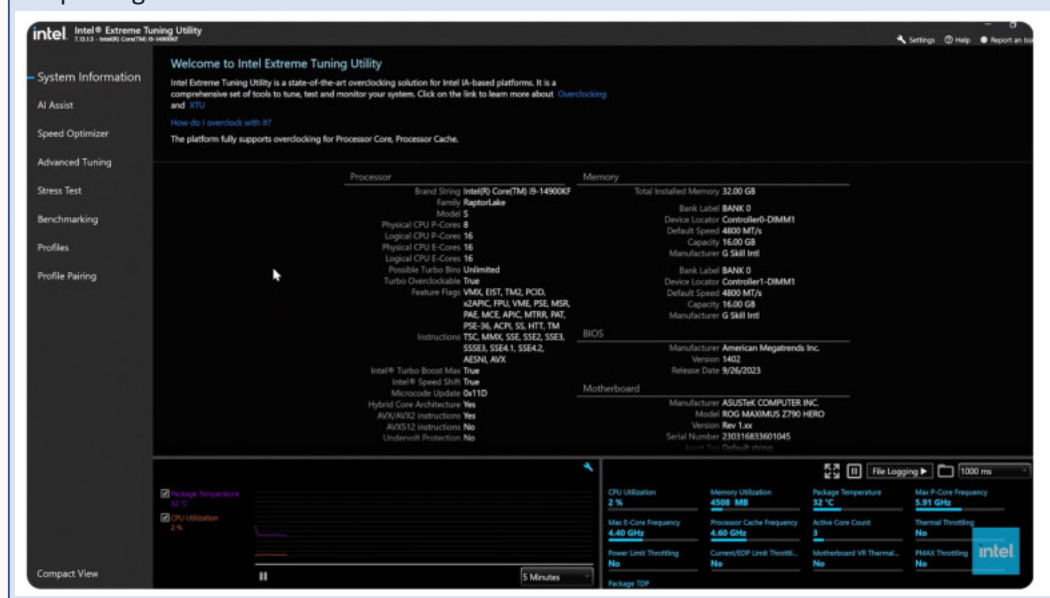 intel Intel® Extreme Tuning Utility
Settings Help Report an Iss
System Information
AI Assist
Speed Optimizer
Advanced Tuning
Stress Test
Benchmarking
Profiles
Profile Pairing
Compact View
Welcome to Intel Extreme Tuning Utility
Intel Extreme Tuning Utility is a state-of-the-art overclocking solution for Intel IA-based platforms. It is a
comprehensive set of tools to tune, test and monitor your system. Click on the link to learn more about Overclocking
and XTU
How do I overclock with it?
The platform fully supports overclocking for Processor Core, Processor Cache.
Processor
Brand String Intel(R) Core(TM) i9-14900KF
Family RaptorLake
Model S
Physical CPU P-Cores 8
Logical CPU P-Cores 16
Physical CPU E-Cores 16
Logical CPU E-Cores 16
Possible Turbo Bins Unlimited
Turbo Overclockable True
Feature Flags VMX, EIST, TM2, PCID,
x2APIC, FPU, VME, PSE, MSR,
PAE, MCE, APIC, MTRR, PAT,
PSE-36, ACPI, SS, HTT, TM
Instructions TSC, MMX, SSE, SSE2, SSE3,
SSSE3, SSE4.1, SSE4.2,
AESNI, AVX
Intel® Turbo Boost Max True
Intel® Speed Shift True
Microcode Update 0x11D
Hybrid Core Architecture Yes
AVX/AVX2 instructions Yes
AVX512 instructions No
Undervolt Protection No
Memory
Total Installed Memory 32.00 GB
Bank Label BANK 0
Device Locator Controller0-DIMM1
Default Speed 4800 MT/s
Capacity 16.00 GB
Manufacturer G Skill Intl
Bank Label BANK 0
Device Locator Controller1-DIMM1
Default Speed 4800 MT/s
Capacity 16.00 GB
Manufacturer G Skill Intl
BIOS
Manufacturer American Megatrends Inc.
Version 1402
Release Date 9/26/2023
Motherboard
Manufacturer ASUSTeK COMPUTER INC.
Model ROG MAXIMUS Z790 HERO
Version Rev 1.xx
Serial Number 230316833601045
Asset Tag Default string
Package Temperature
32 °C
CPU Utilization
2 %
5 Minutes
File Logging 1000 ms
CPU Utilization Memory Utilization Package Temperature Max P-Core Frequency
2 % 4508 MB 32 °C 5.91 GHz
Max E-Core Frequency Processor Cache Frequency Active Core Count Thermal Throttling
4.40 GHz 4.60 GHz 3 No
Power Limit Throttling Current/EDP Limit Throttli... Motherboard VR Thermal... PMAX Throttling
No No No No
Package TDP
intel